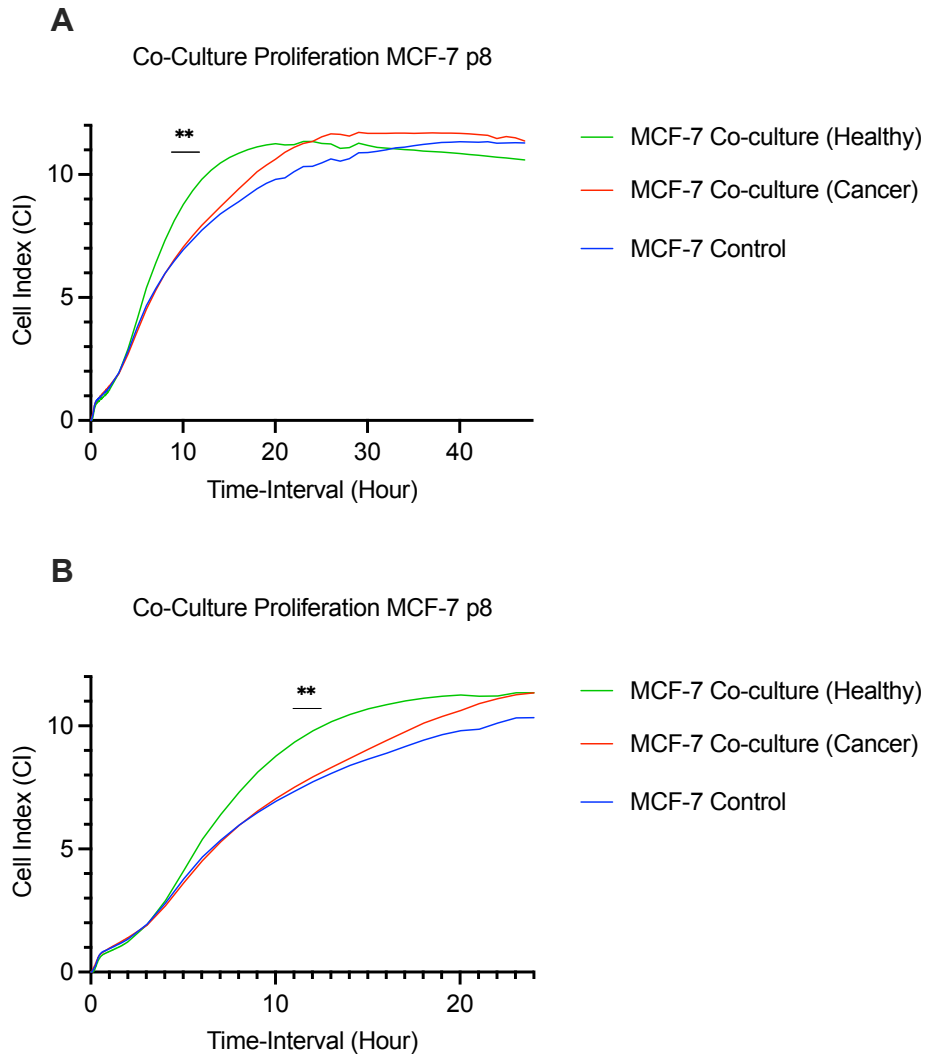 A
Co-Culture Proliferation MCF-7 p8
**
10
5
0
0 10 20 30 40
Cell Index (CI)
Time-Interval (Hour)
MCF-7 Co-culture (Healthy)
MCF-7 Co-culture (Cancer)
MCF-7 Control
B
Co-Culture Proliferation MCF-7 p8
**
10
5
0
0 10 20
Cell Index (CI)
Time-Interval (Hour)
MCF-7 Co-culture (Healthy)
MCF-7 Co-culture (Cancer)
MCF-7 Control